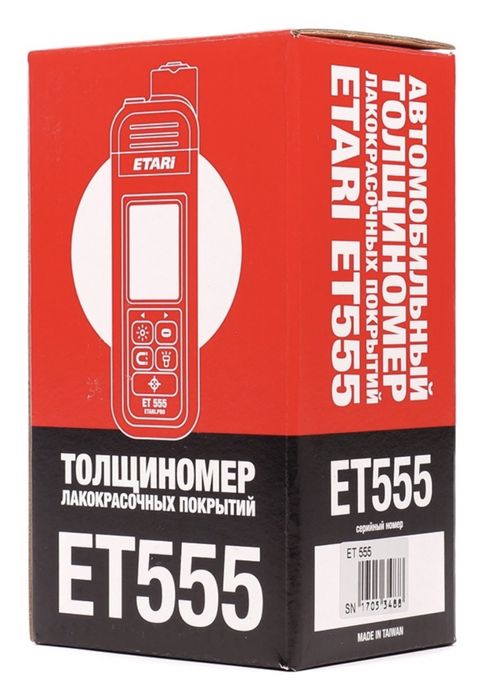 ETARI
ET 555
ETARI.PRO
ТОЛЩИНОМЕР
ЛАКОКРАСОЧНЫХ ПОКРЫТИЙ
ET555
АВТОМОБИЛЬНЫЙ
ТОЛЩИНОМЕР
ЛАКОКРАСОЧНЫХ ПОКРЫТИЙ
ETARI ET555
ET555
серийный номер
ET 555
SN 1705 3488
MADE IN TAIWAN